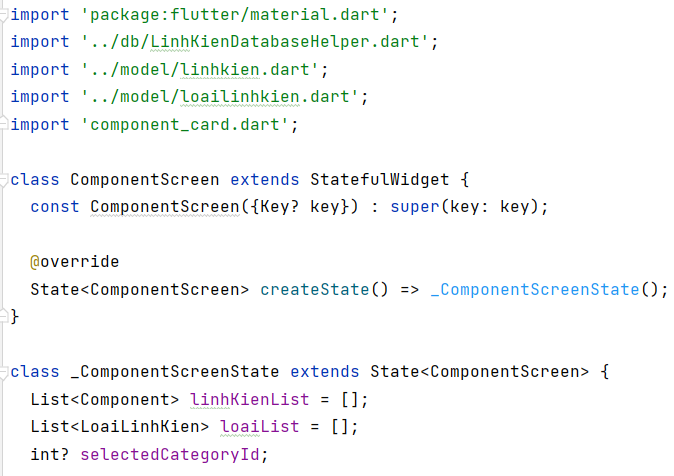 import 'package:flutter/material.dart';
import '../db/LinhKienDatabaseHelper.dart';
import '../model/linhkien.dart';
import '../model/loailinhkien.dart';
import 'component_card.dart';

class ComponentScreen extends StatefulWidget {
  const ComponentScreen({Key? key}) : super(key: key);

  @override
  State<ComponentScreen> createState() => _ComponentScreenState();
}

class _ComponentScreenState extends State<ComponentScreen> {
  List<Component> linhKienList = [];
  List<LoaiLinhKien> loaiList = [];
  int? selectedCategoryId;